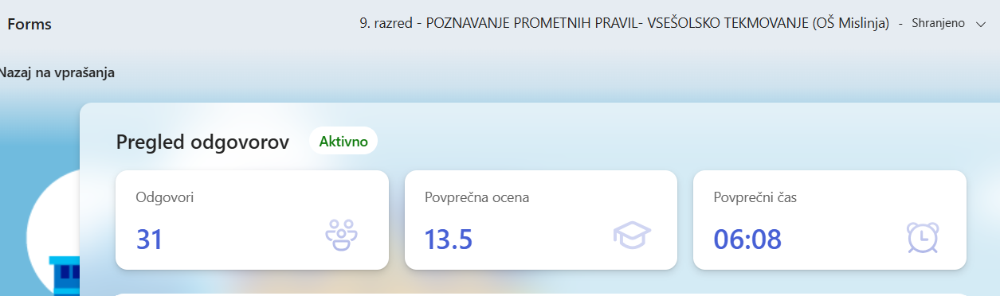 Forms
9. razred - POZNAVANJE PROMETNIH PRAVIL- VSEŠOLSKO TEKMOVANJE (OŠ Mislinja) - Shranjeno
Nazaj na vprašanja
Pregled odgovorov Aktivno
Odgovori
31
Povprečna ocena
13.5
Povprečni čas
06:08